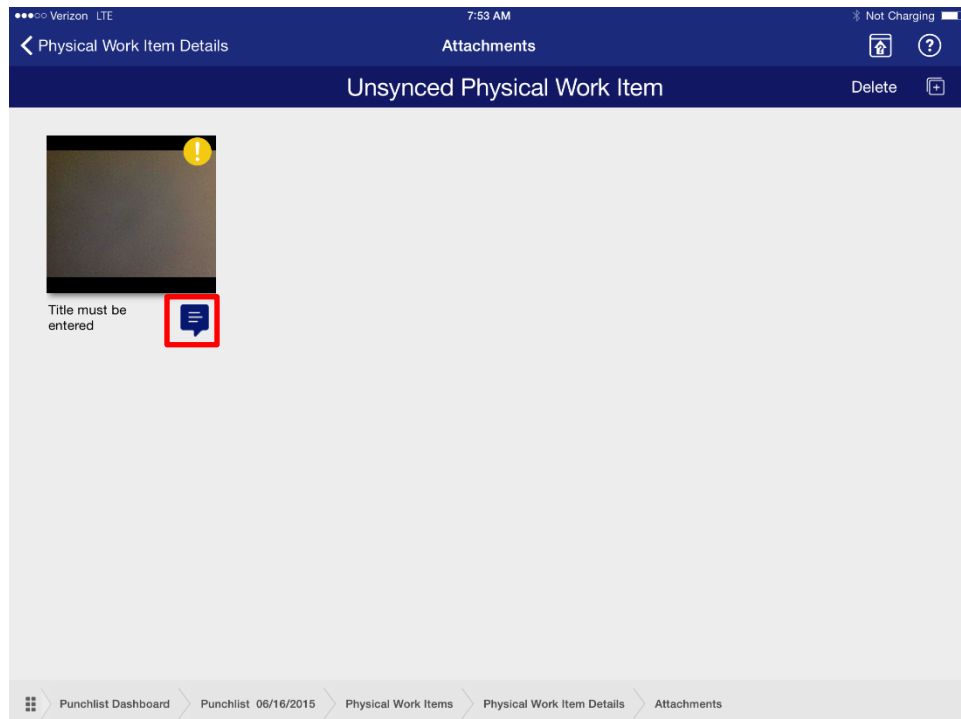 Verizon LTE 7:53 AM Not Charging
Physical Work Item Details Attachments ?
Unsynced Physical Work Item Delete
!
Title must be
entered
Punchlist Dashboard Punchlist 06/16/2015 Physical Work Items Physical Work Item Details Attachments